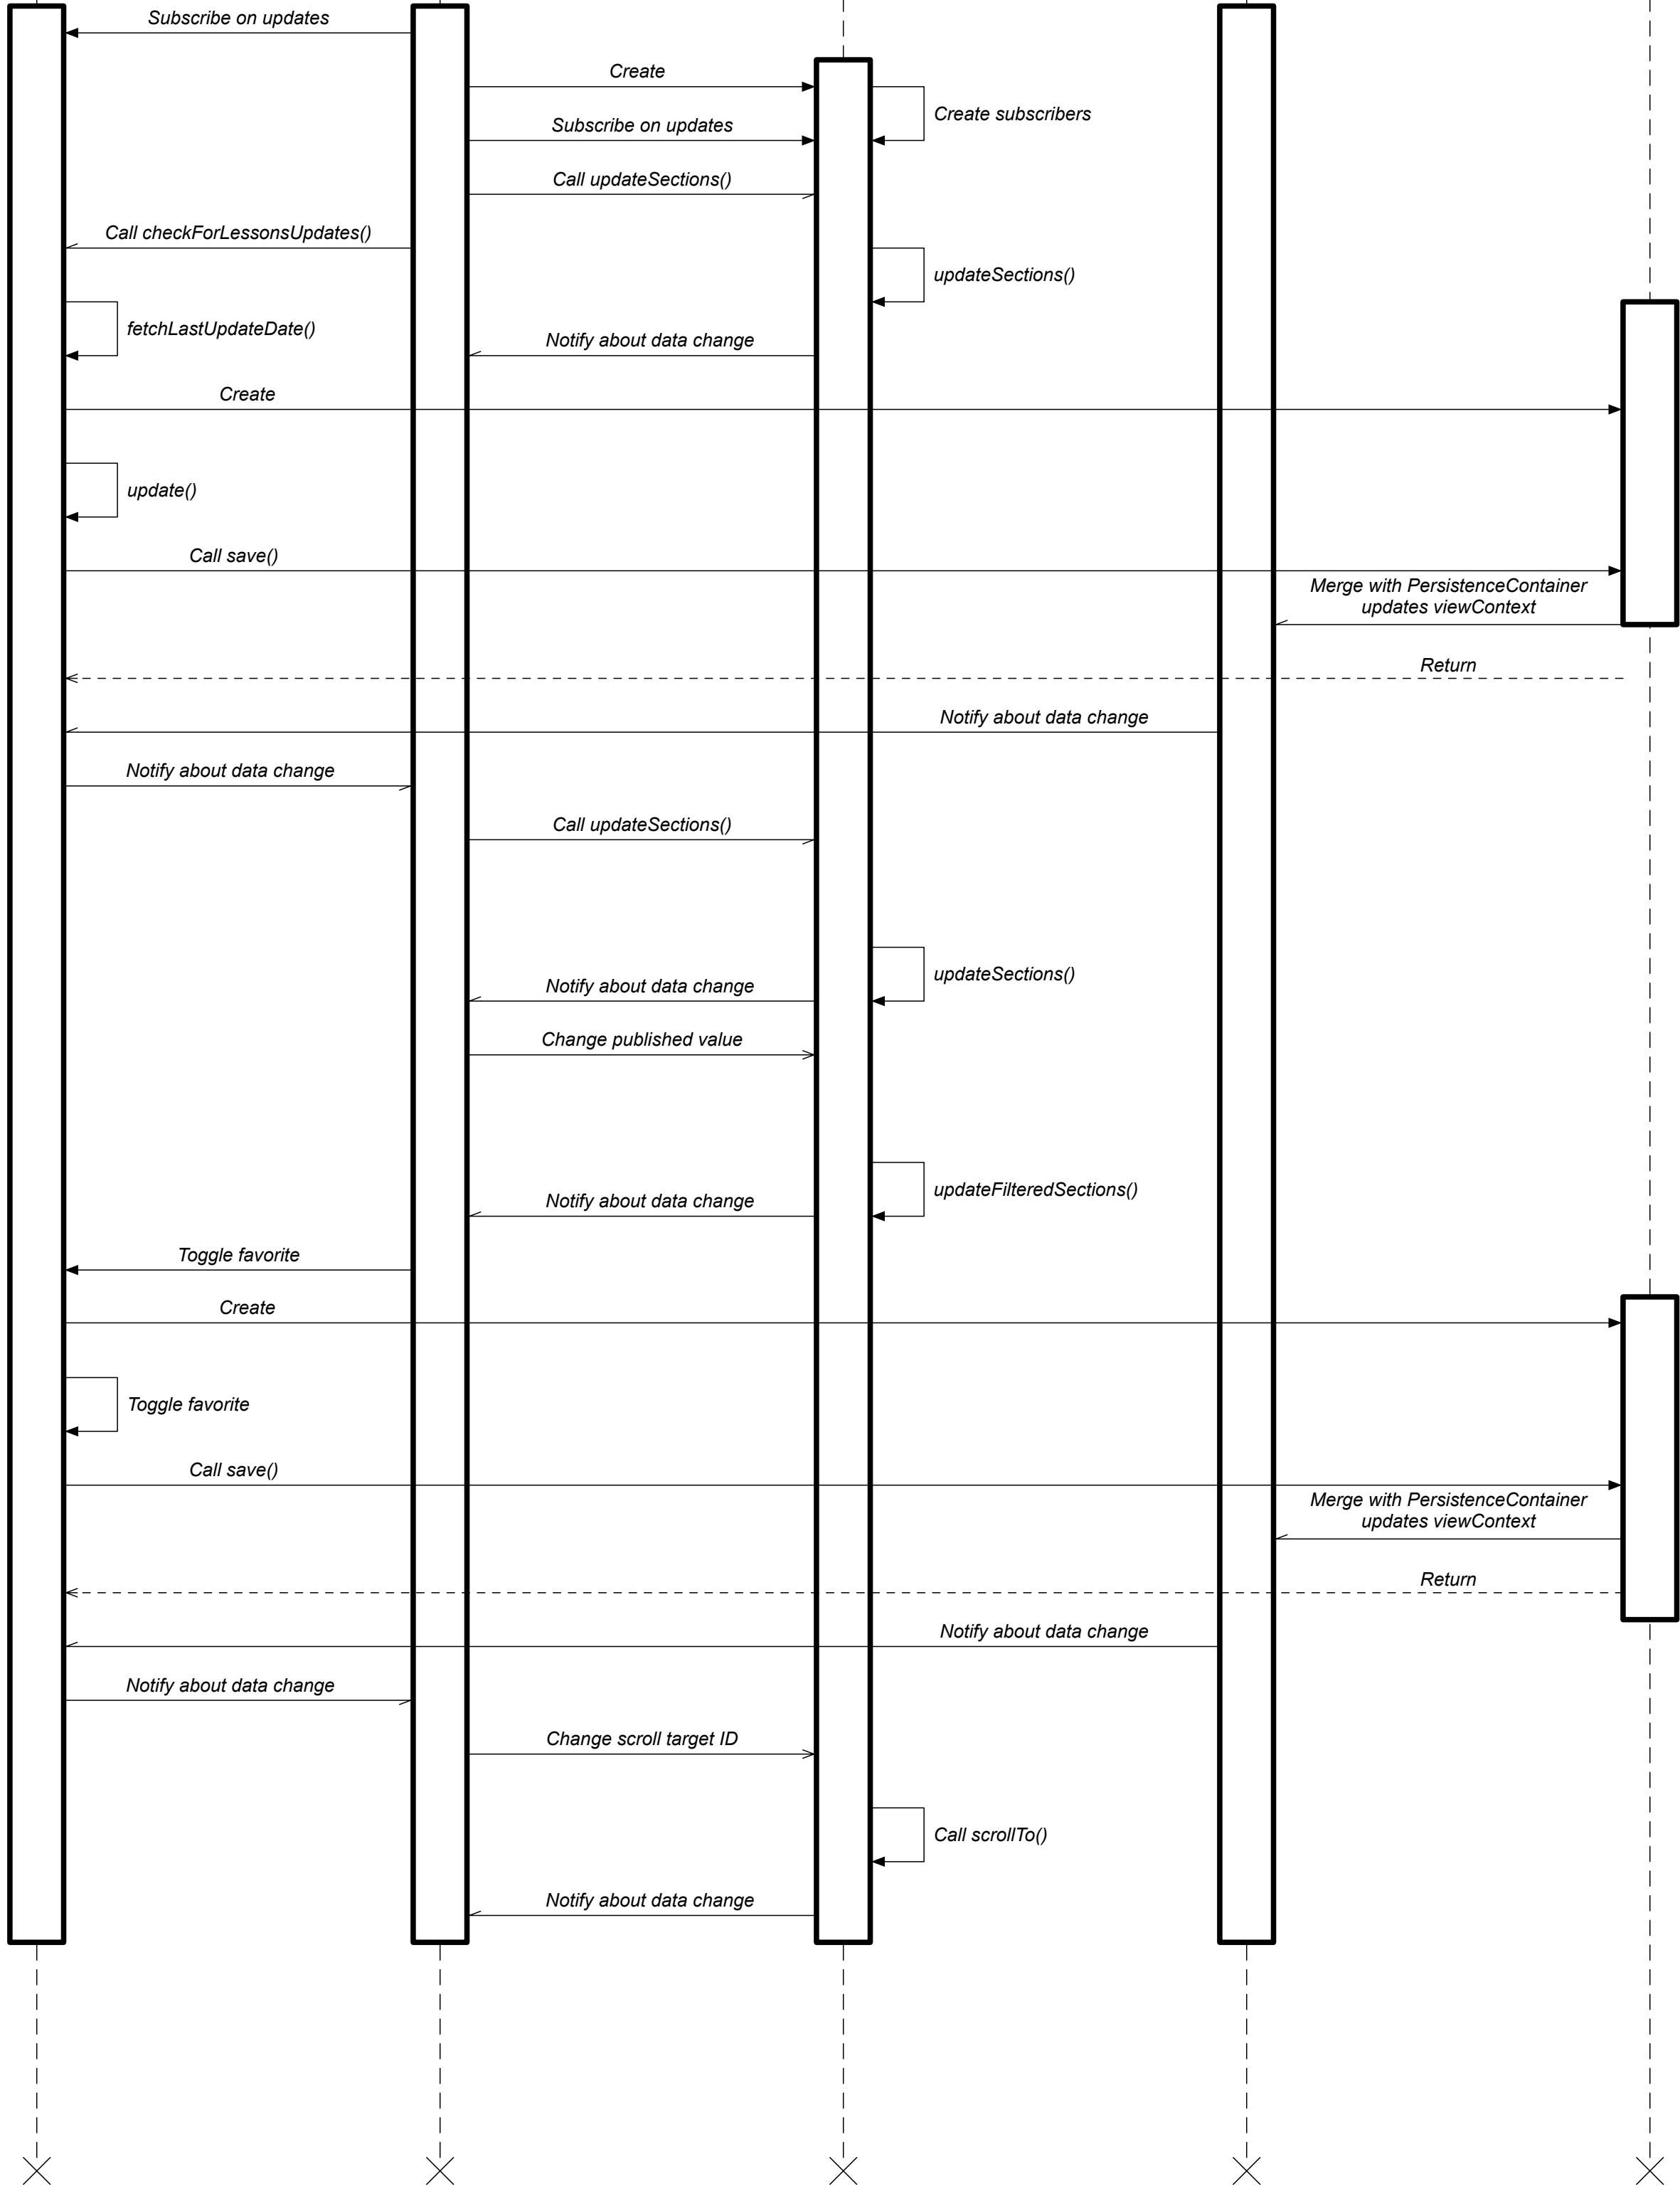 Subscribe on updates
Create
Create subscribers
Subscribe on updates
Call updateSections()
Call checkForLessonsUpdates()
updateSections()
fetchLastUpdateDate()
Notify about data change
Create
update()
Call save()
Merge with PersistenceContainer
updates viewContext
Return
Notify about data change
Notify about data change
Call updateSections()
updateSections()
Notify about data change
Change published value
updateFilteredSections()
Notify about data change
Toggle favorite
Create
Toggle favorite
Call save()
Merge with PersistenceContainer
updates viewContext
Return
Notify about data change
Notify about data change
Change scroll target ID
Call scrollTo()
Notify about data change